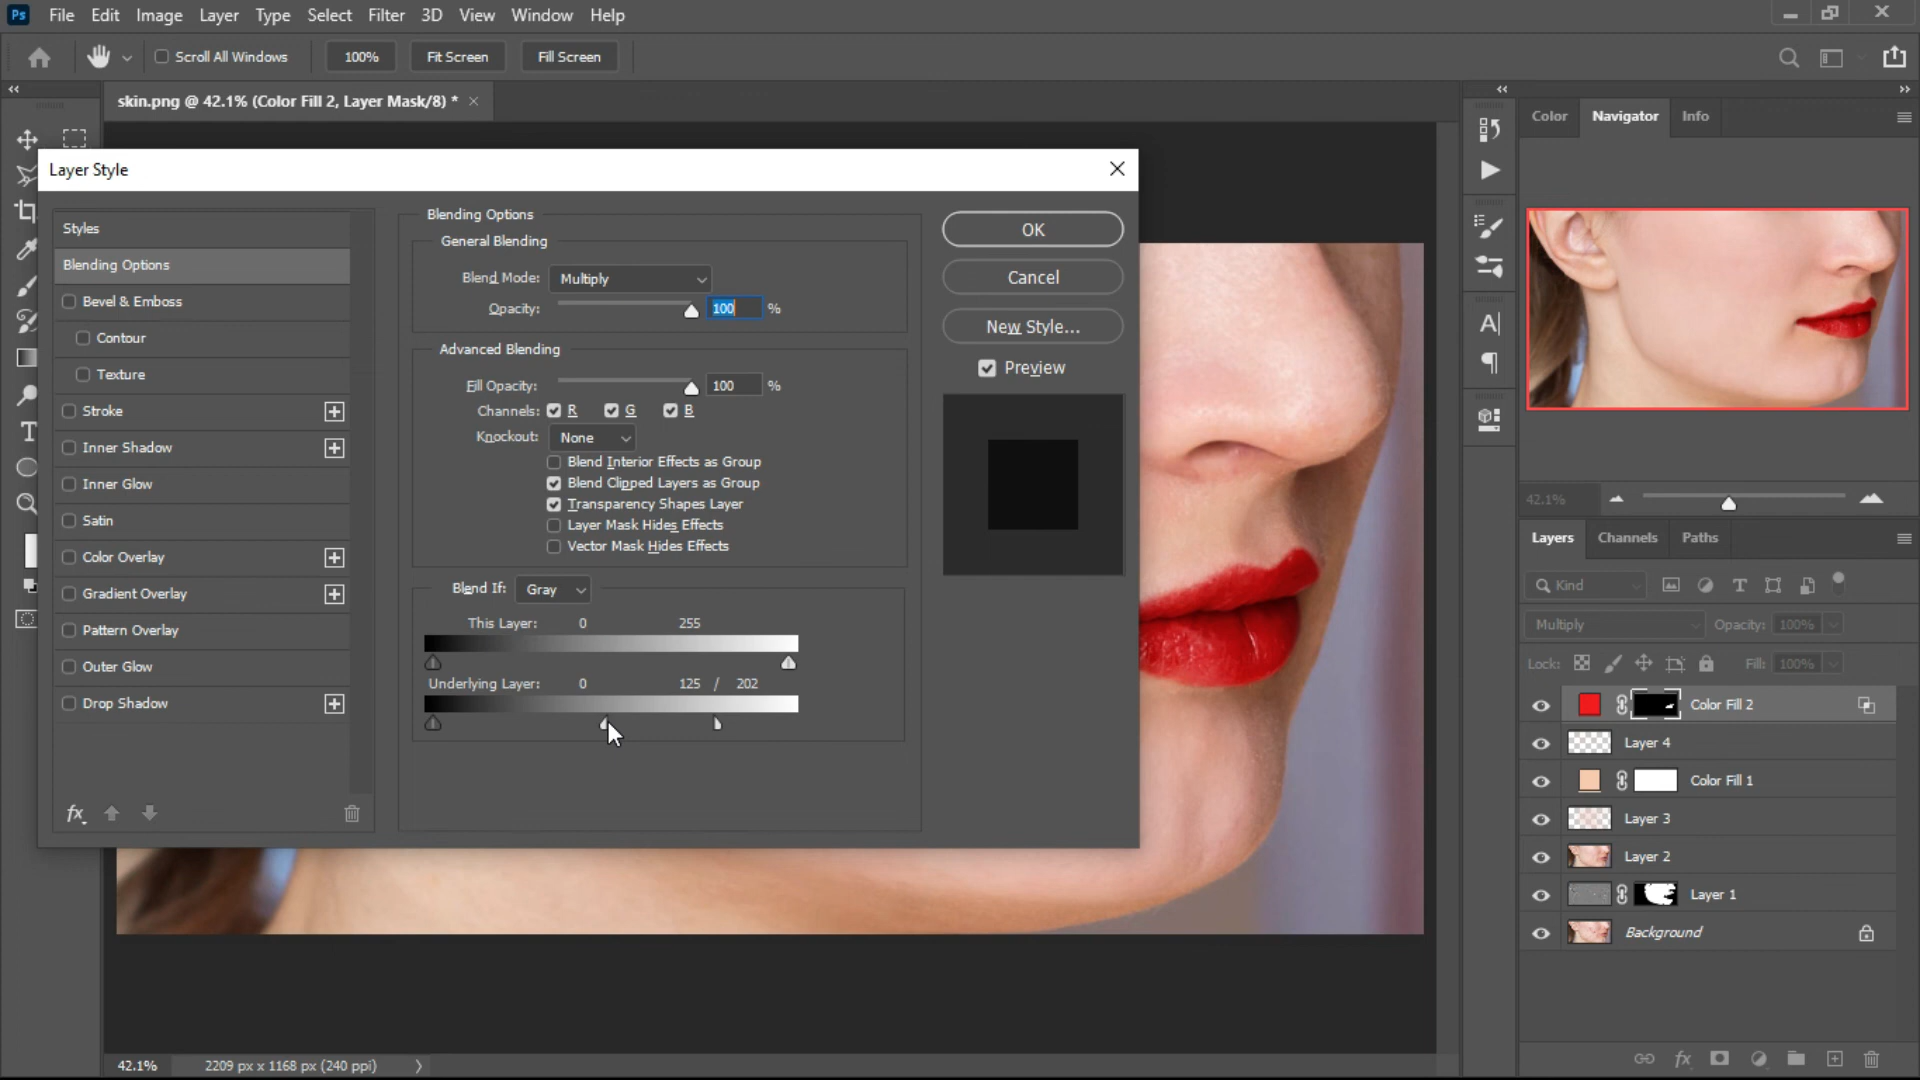 Ps File Edit Image Layer Type Select Filter 3D View Window Help
Scroll All Windows 100% Fit Screen Fill Screen
skin.png @ 42.1% (Color Fill 2, Layer Mask/8) * ×
Layer Style
Styles
Blending Options
Bevel & Emboss
Contour
Texture
Stroke
Inner Shadow
Inner Glow
Satin
Color Overlay
Gradient Overlay
Pattern Overlay
Outer Glow
Drop Shadow
fx
Blending Options
General Blending
Blend Mode: Multiply
Opacity: 100 %
Advanced Blending
Fill Opacity: 100 %
Channels: R G B
Knockout: None
Blend Interior Effects as Group
Blend Clipped Layers as Group
Transparency Shapes Layer
Layer Mask Hides Effects
Vector Mask Hides Effects
Blend If: Gray
This Layer: 0 255
Underlying Layer: 0 125 / 202
OK
Cancel
New Style...
Preview
Color Navigator Info
42.1%
Layers Channels Paths
Kind
Multiply Opacity: 100%
Lock: Fill: 100%
Color Fill 2
Layer 4
Color Fill 1
Layer 3
Layer 2
Layer 1
Background
fx
42.1% 2209 px x 1168 px (240 ppi)